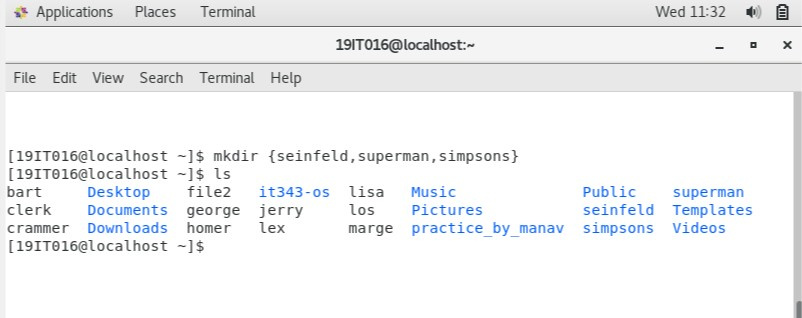 Applications Places Terminal Wed 11:32
19IT016@localhost:~
File Edit View Search Terminal Help
[19IT016@localhost ~]$ mkdir {seinfeld,superman,simpsons}
[19IT016@localhost ~]$ ls
bart Desktop file2 it343-os lisa Music Public superman
clerk Documents george jerry los Pictures seinfeld Templates
crammer Downloads homer lex marge practice_by_manav simpsons Videos
[19IT016@localhost ~]$